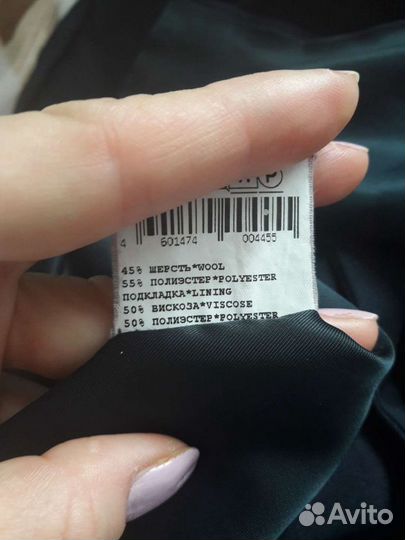 4 601474 004455
45% ШЕРСТЬ*WOOL
55% ПОЛИЭСТЕР*POLYESTER
ПОДКЛАДКА*LINING
50% ВИСКОЗА*VISCOSE
50% ПОЛИЭСТЕР*POLYESTER
Avito